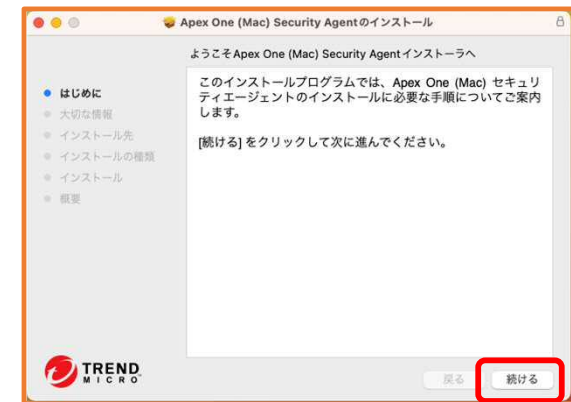 Apex One (Mac) Security Agentのインストール
ようこそApex One (Mac) Security Agentインストーラへ
はじめに
大切な情報
インストール先
インストールの種類
インストール
概要
このインストールプログラムでは、Apex One (Mac) セキュリ
ティエージェントのインストールに必要な手順についてご案内
します。
[続ける] をクリックして次に進んでください。
TREND
MICRO
戻る
続ける